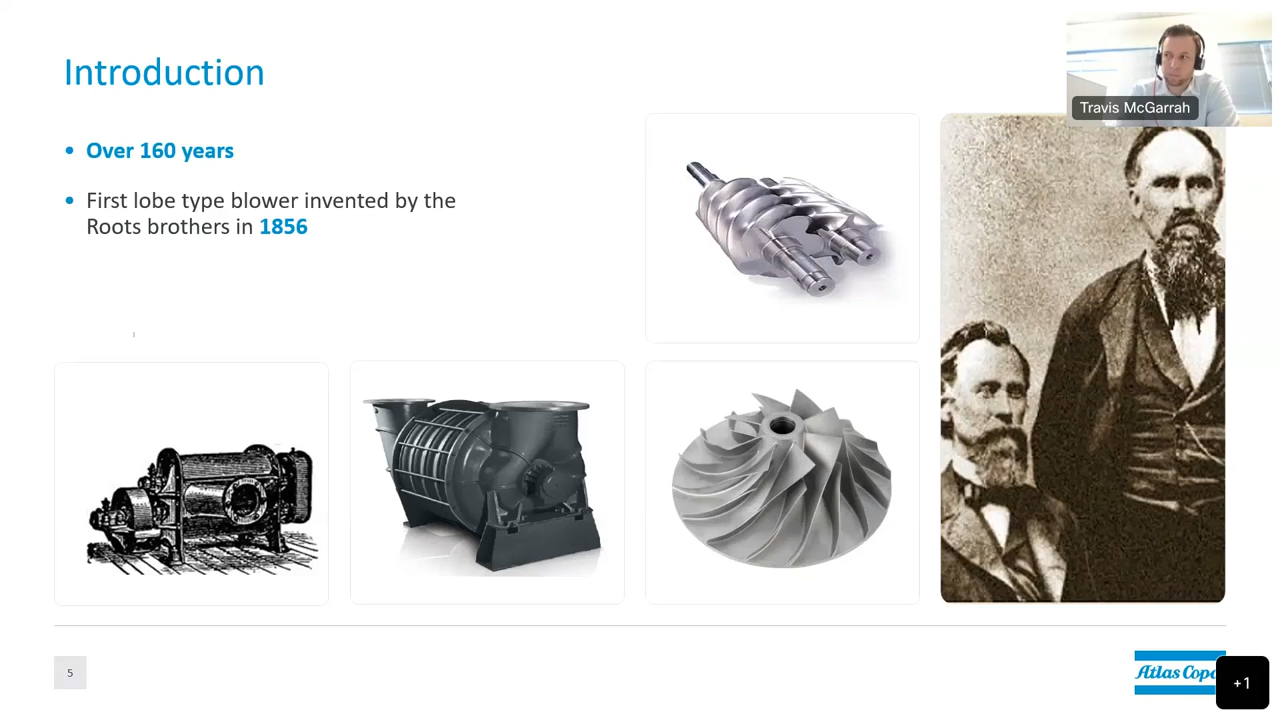 Introduction
Travis McGarrah
• Over 160 years
• First lobe type blower invented by the
Roots brothers in 1856
5
Atlas Copc
+1